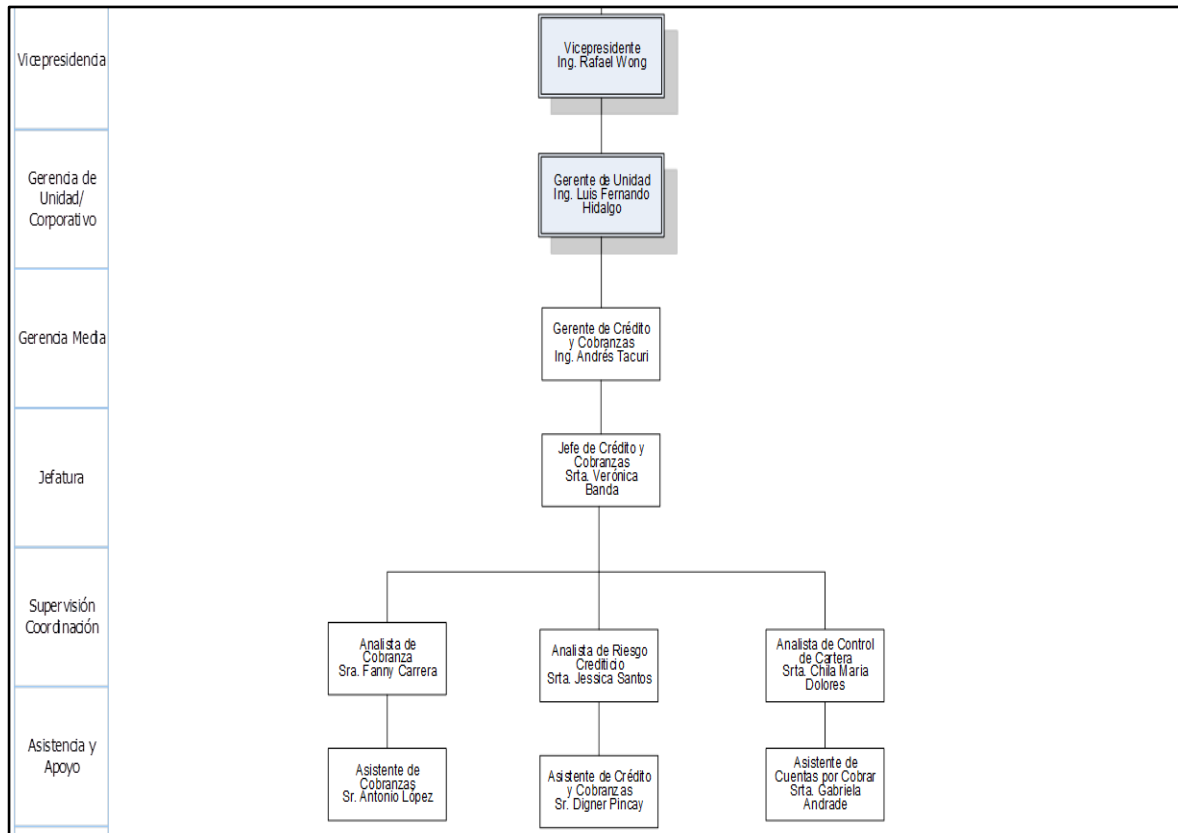 Vicepresidencia
Vicepresidente
Ing. Rafael Wong
Gerencia de
Unidad/
Corporativo
Gerente de Unidad
Ing. Luis Fernando
Hidalgo
Gerencia Media
Gerente de Crédito
y Cobranzas
Ing. Andrés Tacuri
Jefatura
Jefe de Crédito y
Cobranzas
Srta. Verónica
Banda
Supervisión
Coordinación
Analista de
Cobranza
Sra. Fanny Carrera
Analista de Riesgo
Crediticio
Srta. Jessica Santos
Analista de Control
de Cartera
Srta. Chila Maria
Dolores
Asistencia y
Apoyo
Asistente de
Cobranzas
Sr. Antonio López
Asistente de Crédito
y Cobranzas
Sr. Digner Pincay
Asistente de
Cuentas por Cobrar
Srta. Gabriela
Andrade